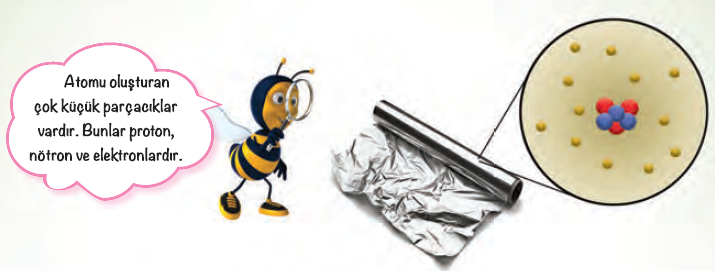 Atomu oluşturan
çok küçük parçacıklar
vardır. Bunlar proton,
nötron ve elektronlardır.